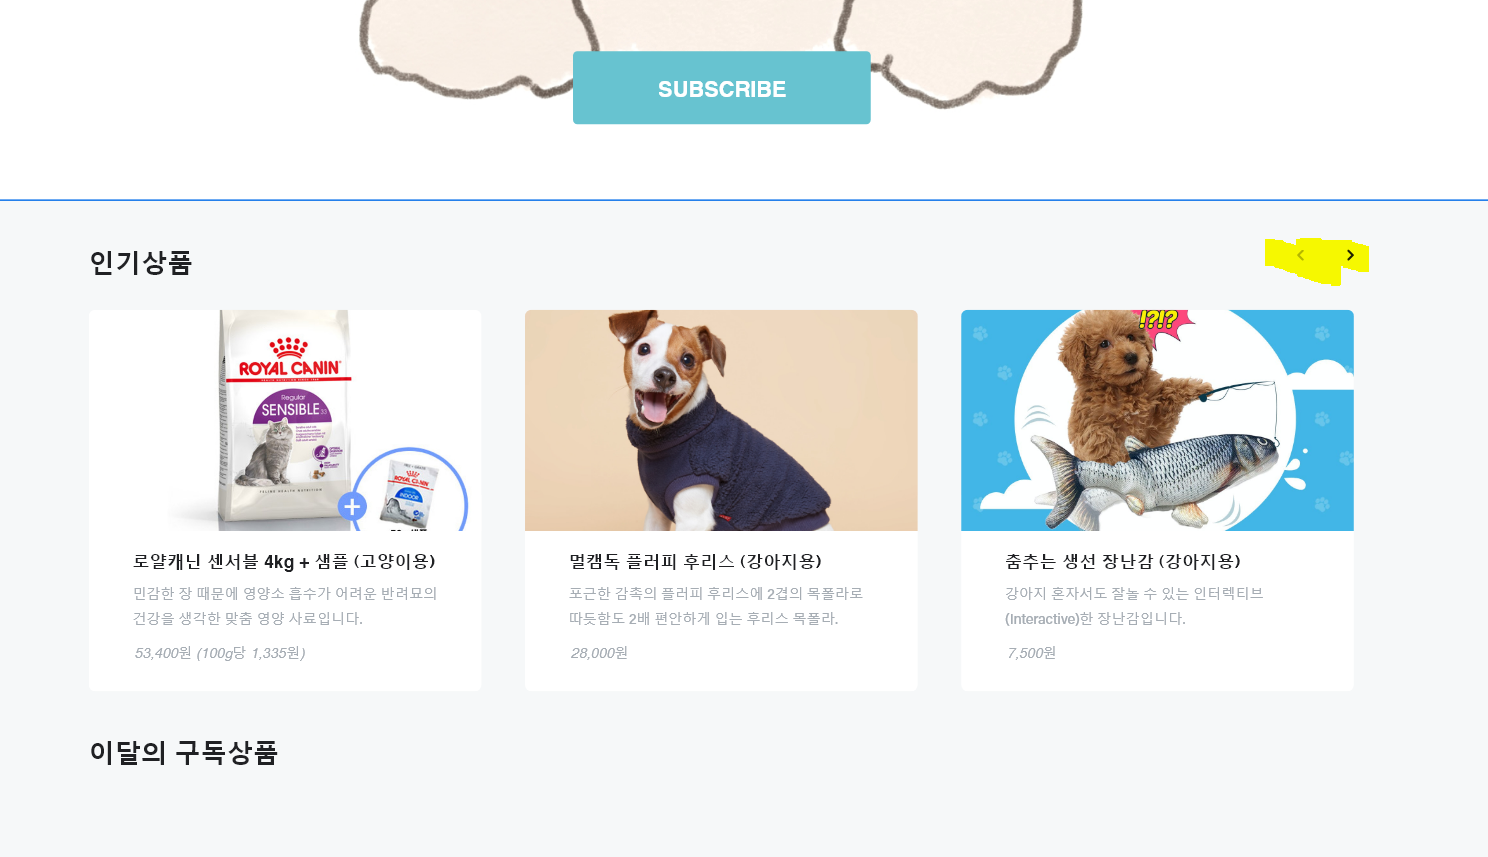 SUBSCRIBE
인기상품
ROYAL CANIN
Regular
SENSIBLE 33
FELINE HEALTH NUTRITION
ROYAL CANIN
INDOOR
!?!?
로얄캐닌 센서블 4kg + 샘플 (고양이용)
민감한 장 때문에 영양소 흡수가 어려운 반려묘의
건강을 생각한 맞춤 영양 사료입니다.
53,400원 (100g당 1,335원)
멀캠독 플러피 후리스 (강아지용)
포근한 감촉의 플러피 후리스에 2겹의 목폴라로
따듯함도 2배 편안하게 입는 후리스 목폴라.
28,000원
춤추는 생선 장난감 (강아지용)
강아지 혼자서도 잘놀 수 있는 인터렉티브
(Interactive)한 장난감입니다.
7,500원
이달의 구독상품